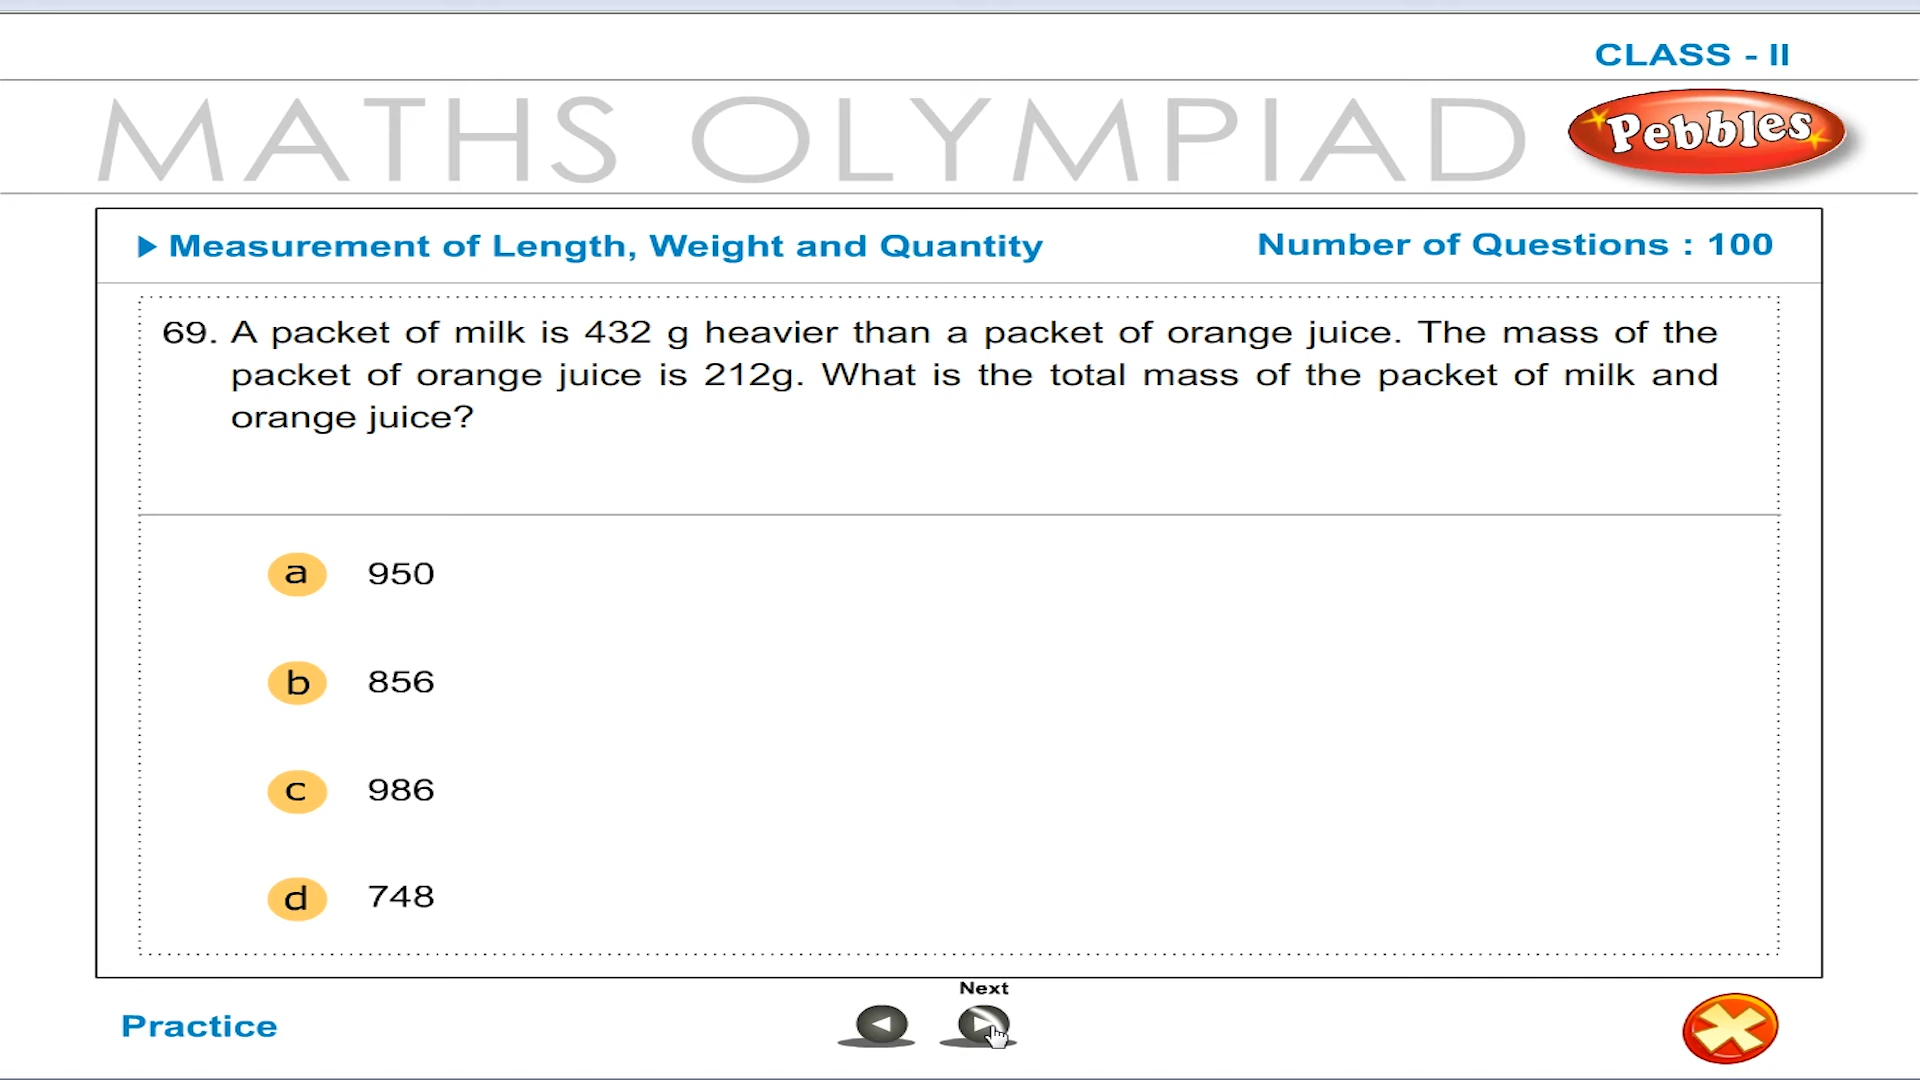 CLASS - II
MATHS OLYMPIAD
Pebbles
Measurement of Length, Weight and Quantity
Number of Questions : 100
69. A packet of milk is 432 g heavier than a packet of orange juice. The mass of the
packet of orange juice is 212g. What is the total mass of the packet of milk and
orange juice?
a 950
b 856
c 986
d 748
Next
Practice